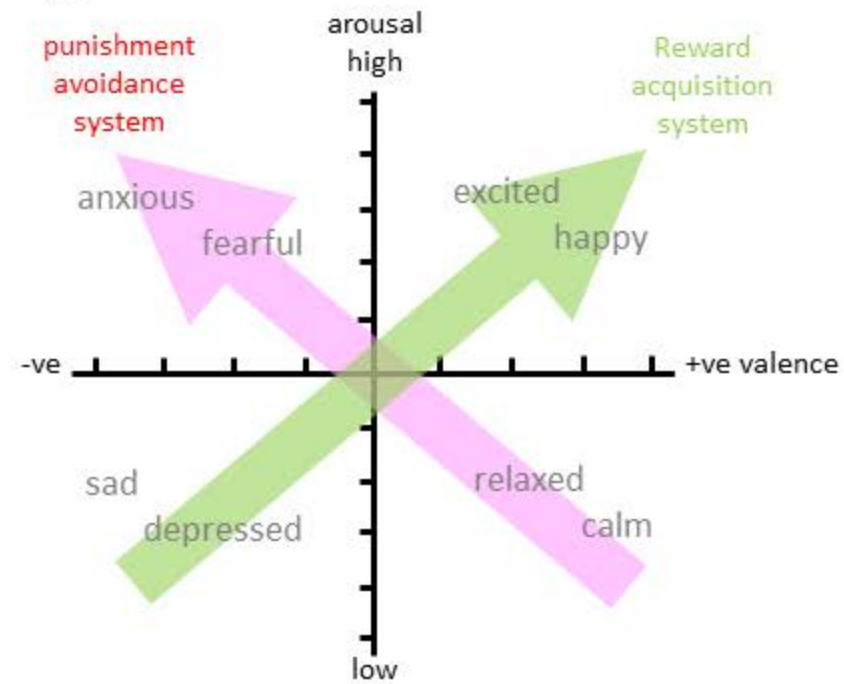 arousal
high
punishment
avoidance
system
Reward
acquisition
system
anxious
fearful
excited
happy
-ve
+ve valence
sad
depressed
relaxed
calm
low